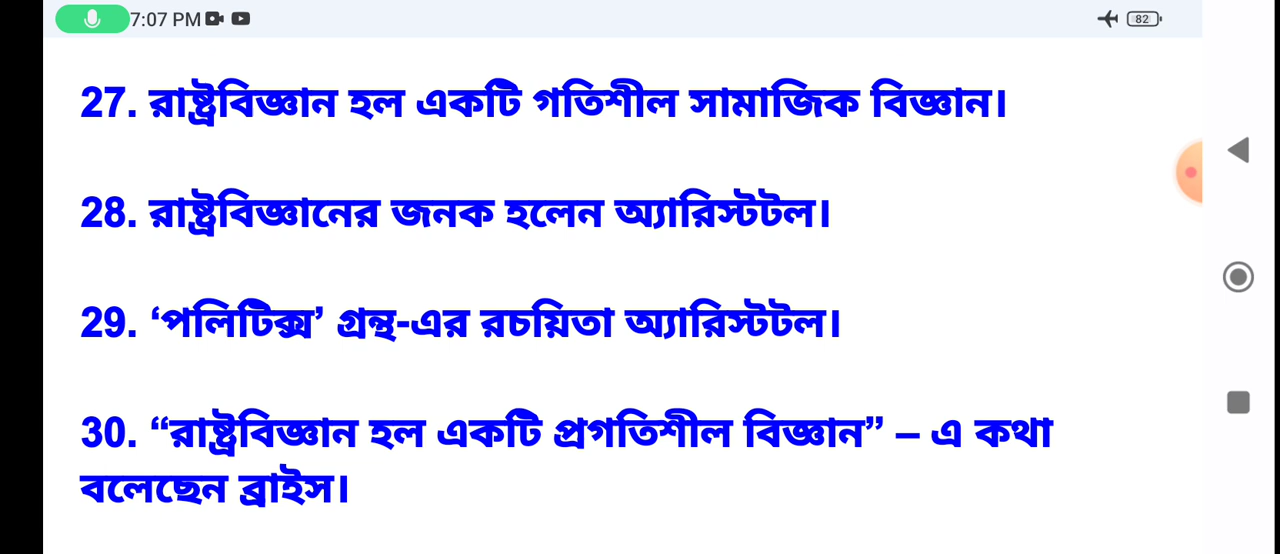 7:07 PM
82
27. রাষ্ট্রবিজ্ঞান হল একটি গতিশীল সামাজিক বিজ্ঞান।
28. রাষ্ট্রবিজ্ঞানের জনক হলেন অ্যারিস্টটল।
29. ‘পলিটিক্স’ গ্রন্থ-এর রচয়িতা অ্যারিস্টটল।
30. “রাষ্ট্রবিজ্ঞান হল একটি প্রগতিশীল বিজ্ঞান” – এ কথা
বলেছেন ব্রাইস।